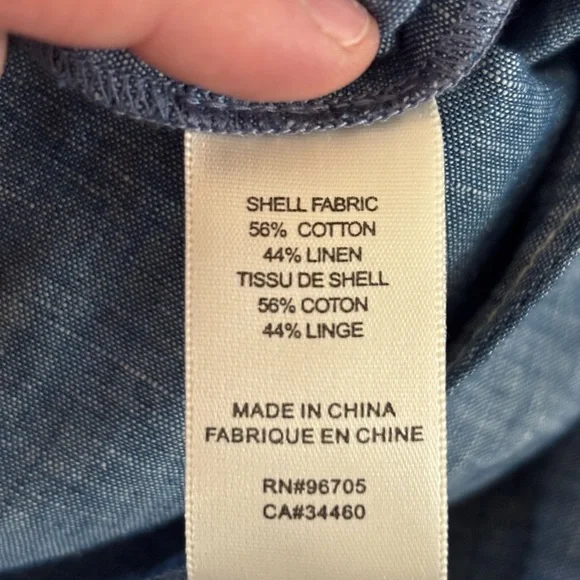 SHELL FABRIC
56% COTTON
44% LINEN
TISSU DE SHELL
56% COTON
44% LINGE
MADE IN CHINA
FABRIQUE EN CHINE
RN#96705
CA#34460